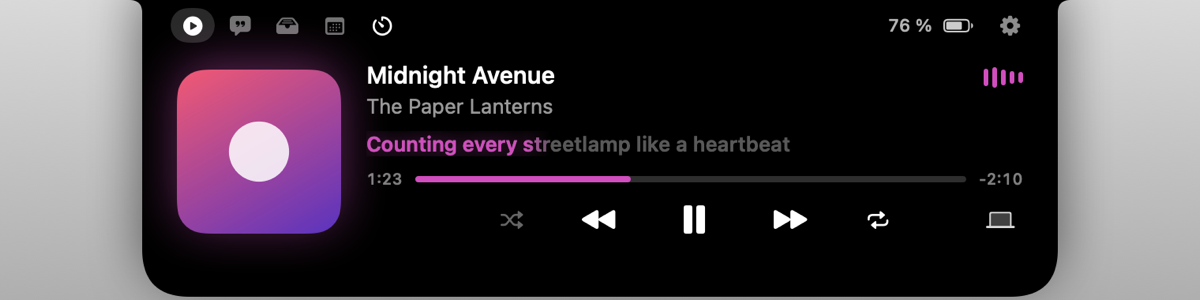 76 %
Midnight Avenue
The Paper Lanterns
Counting every streetlamp like a heartbeat
1:23
-2:10